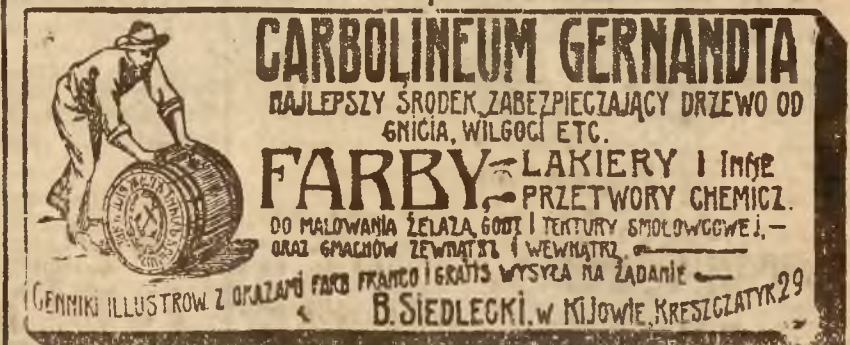 CARBOLINEUM GERNANDTA
NAJLEPSZY ŚRODEK, ZABEZPIECZAJĄCY DRZEWO OD
GNICIA, WILGOCI ETC.
FARBY LAKIERY I INNE
PRZETWORY CHEMICZ.
DO MALOWANIA ŻELAZA, I TEKTURY SMOŁOWCOWEJ,—
ORAZ GMACHÓW ZEWNĄTRZ I WEWNĄTRZ,
CENNIKI ILLUSTROW. Z OKAZAMI FARB FRANCO I GRATIS WYSYŁA NA ŻĄDANIE
B. SIEDLECKI. W KIJOWIE, KRESZCZATYK 29